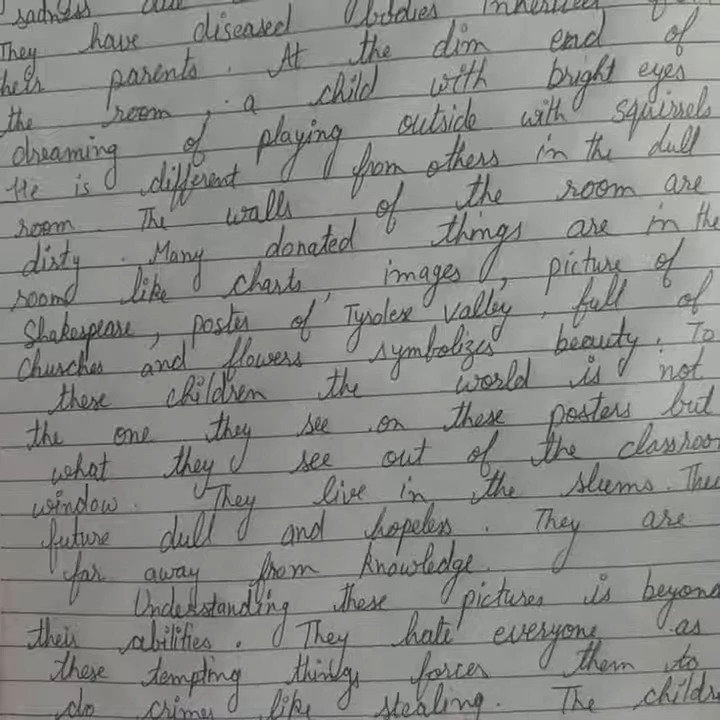 sadness due bodies inherited
They have diseased
their parents. At the dim end of
the room, a child with bright eyes
dreaming of playing outside with squirrels
He is different from others in the dull
room. The walls of the room are
dirty. Many donated things are in the
room like charts, images, picture of
Shakespeare, poster of Tyrolese Valley, full of
Churches and flowers symbolizes beauty. To
these children the world is not
the one they see on these posters but
what they see out of the classroo
window. They live in the slums. Thei
future dull and hopeless. They are
far away from knowledge.
Understanding these pictures is beyond
their abilities. They hate everyone as
these tempting things forces them to
do crimes like stealing. The childr